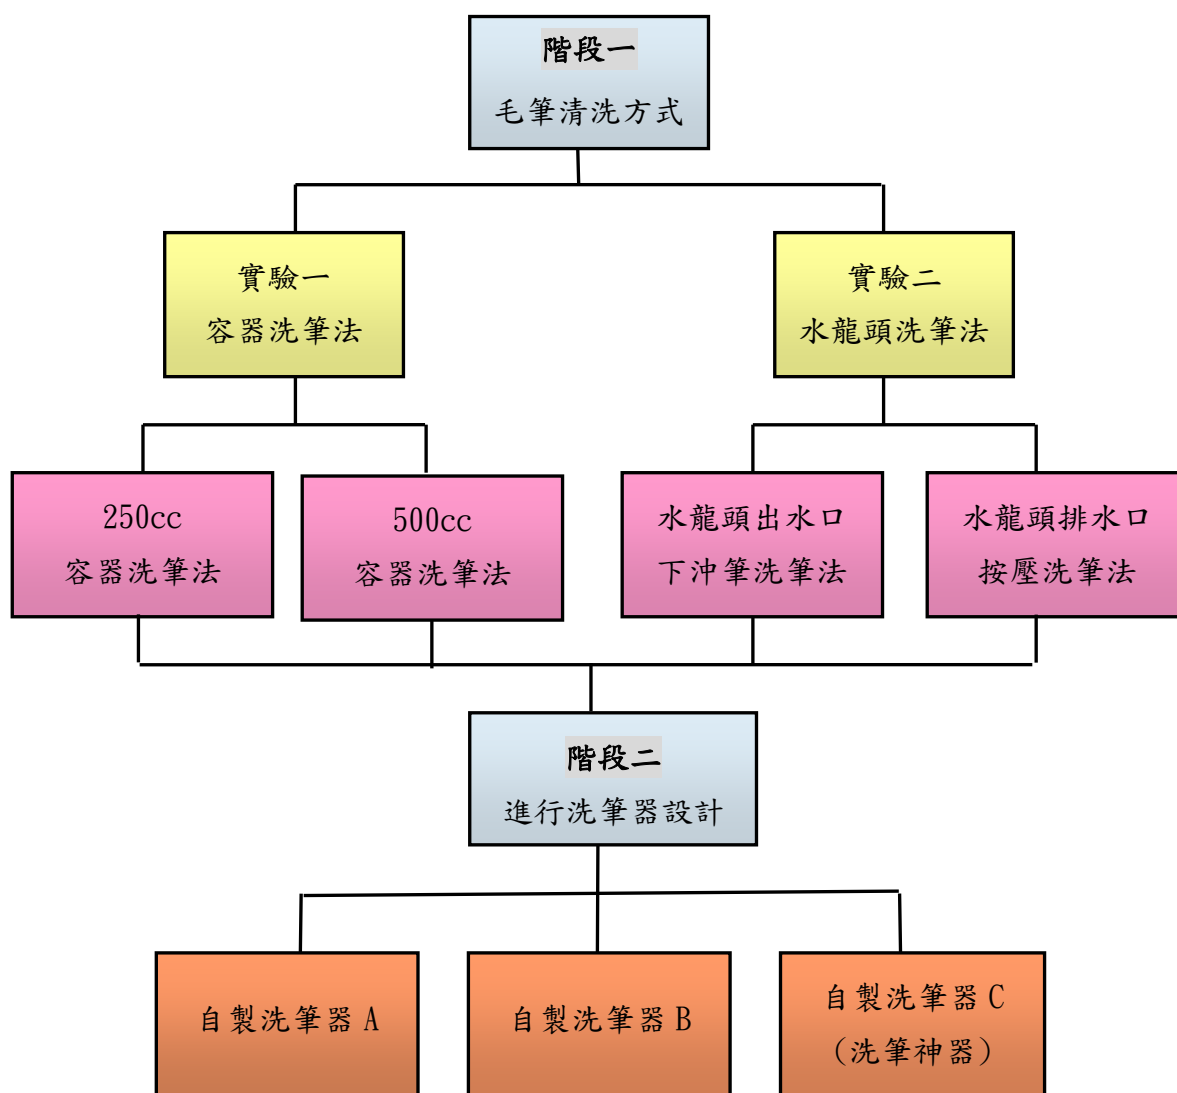 階段一
毛筆清洗方式
實驗一
容器洗筆法
實驗二
水龍頭洗筆法
250cc
容器洗筆法
500cc
容器洗筆法
水龍頭出水口
下沖筆洗筆法
水龍頭排水口
按壓洗筆法
階段二
進行洗筆器設計
自製洗筆器 A
自製洗筆器 B
自製洗筆器 C
(洗筆神器)